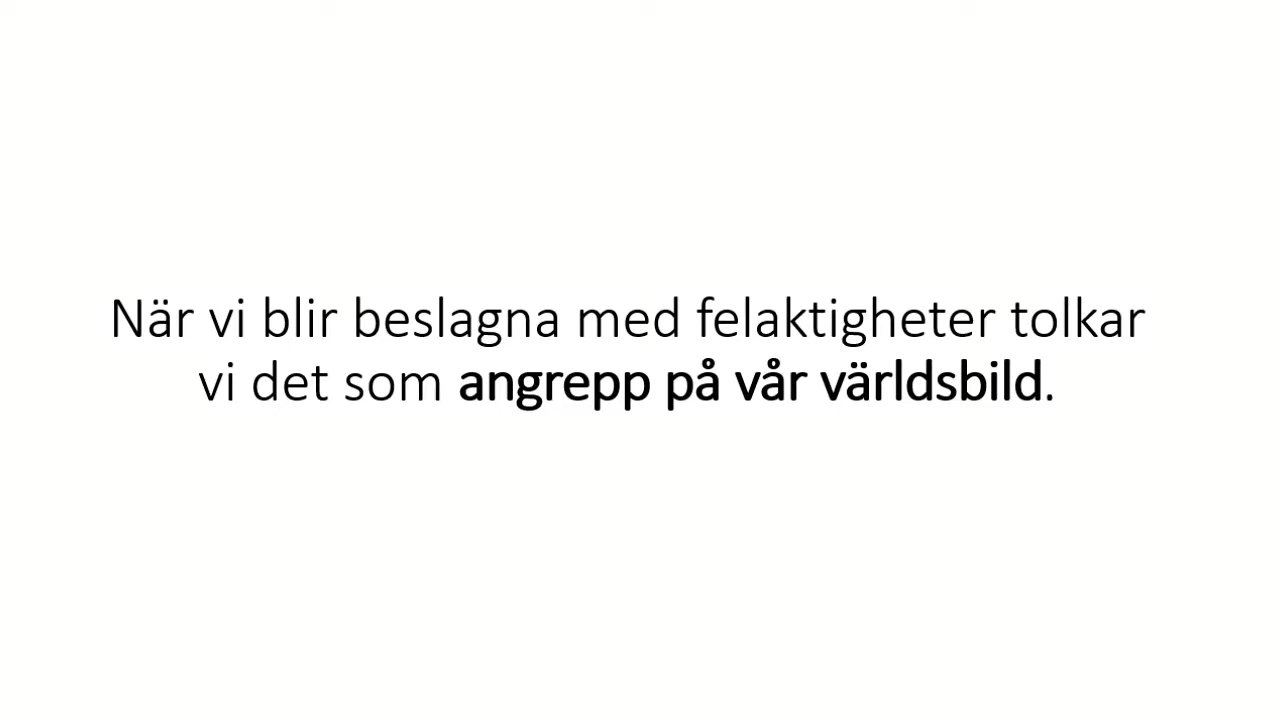 När vi blir beslagna med felaktigheter tolkar
vi det som angrepp på vår världsbild.